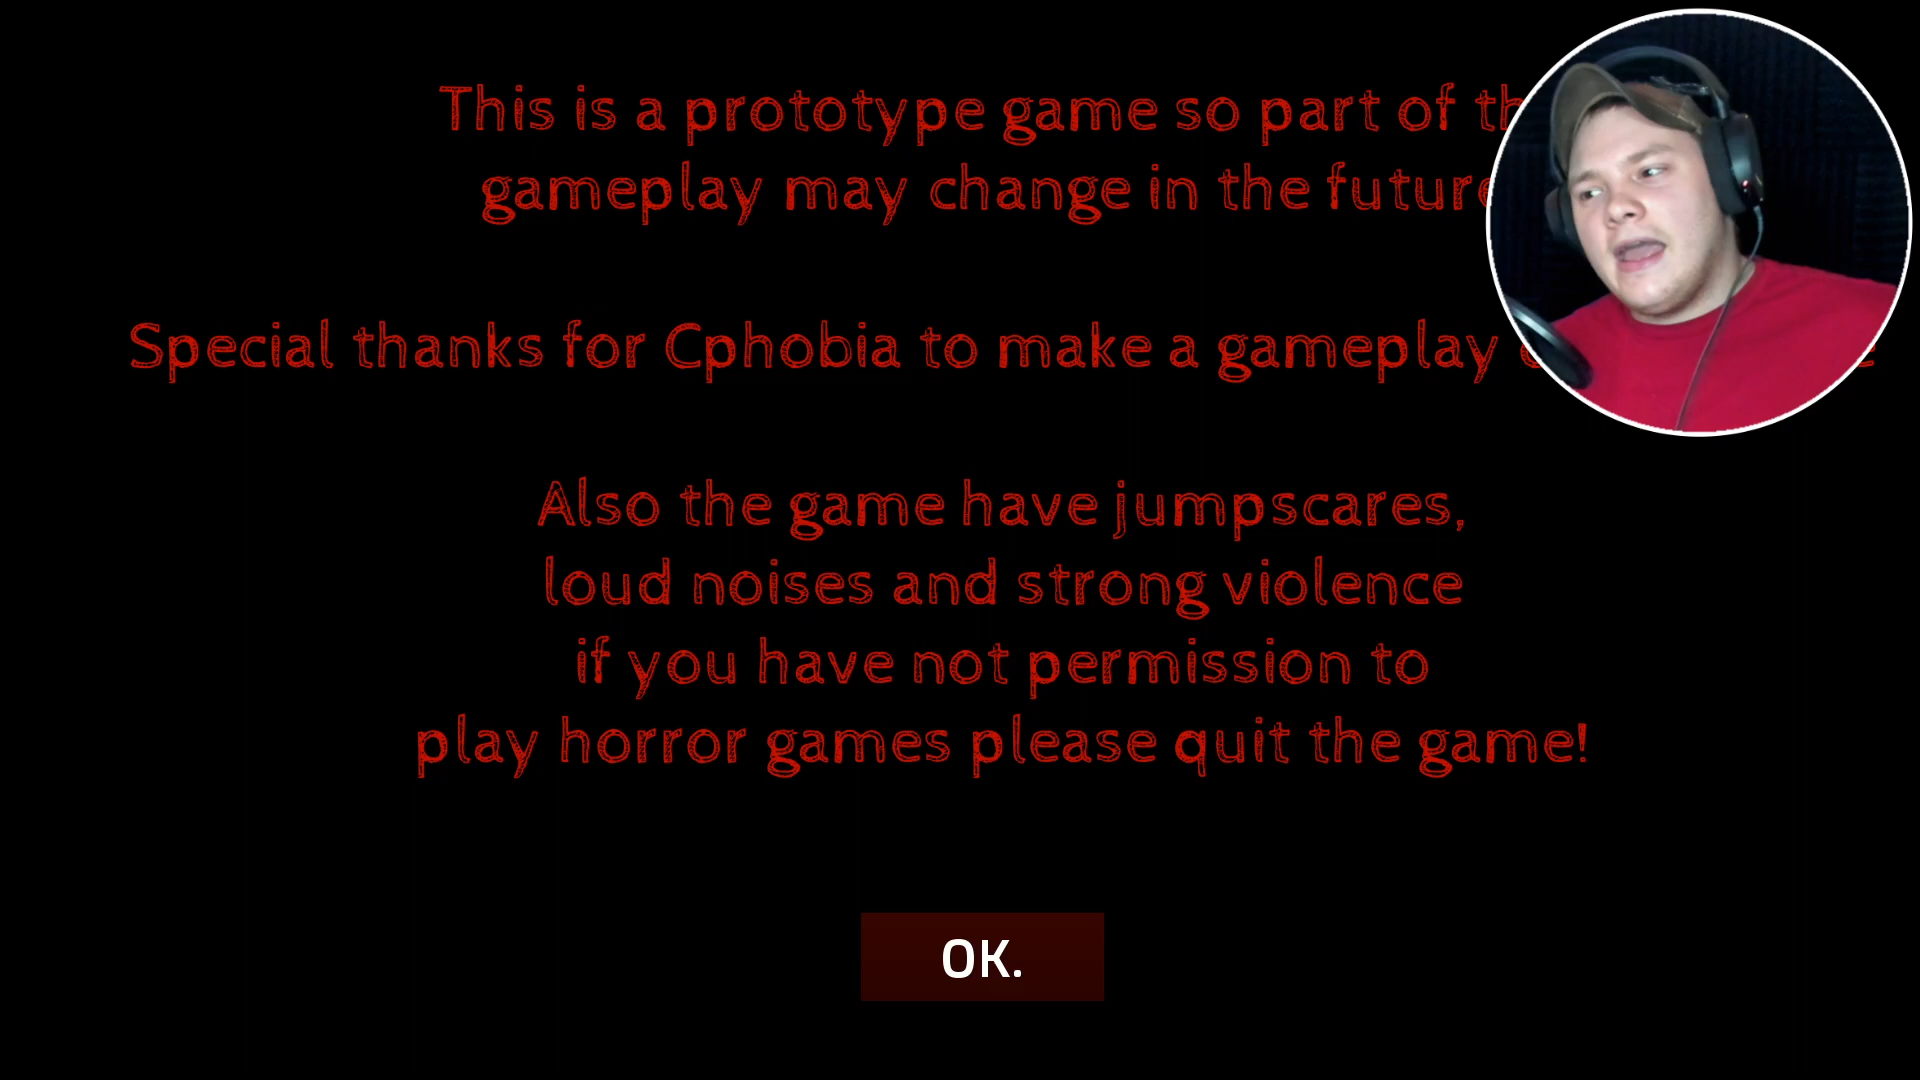 This is a prototype game so part of
gameplay may change in the future
Special thanks for Cphobia to make a gameplay
Also the game have jumpscares,
loud noises and strong violence
if you have not permission to
play horror games please quit the game!
OK.